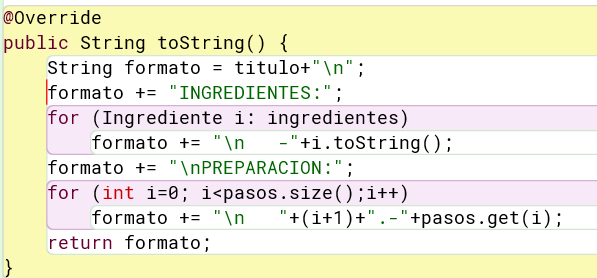 @Override
public String toString() {
    String formato = titulo+"\n";
    formato += "INGREDIENTES:";
    for (Ingrediente i: ingredientes)
        formato += "\n   -"+i.toString();
    formato += "\nPREPARACION:";
    for (int i=0; i<pasos.size();i++)
        formato += "\n   "+(i+1)+".-"+pasos.get(i);
    return formato;
}